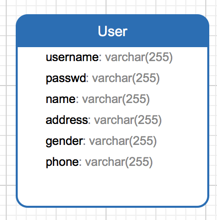 User
username: varchar(255)
passwd: varchar(255)
name: varchar(255)
address: varchar(255)
gender: varchar(255)
phone: varchar(255)